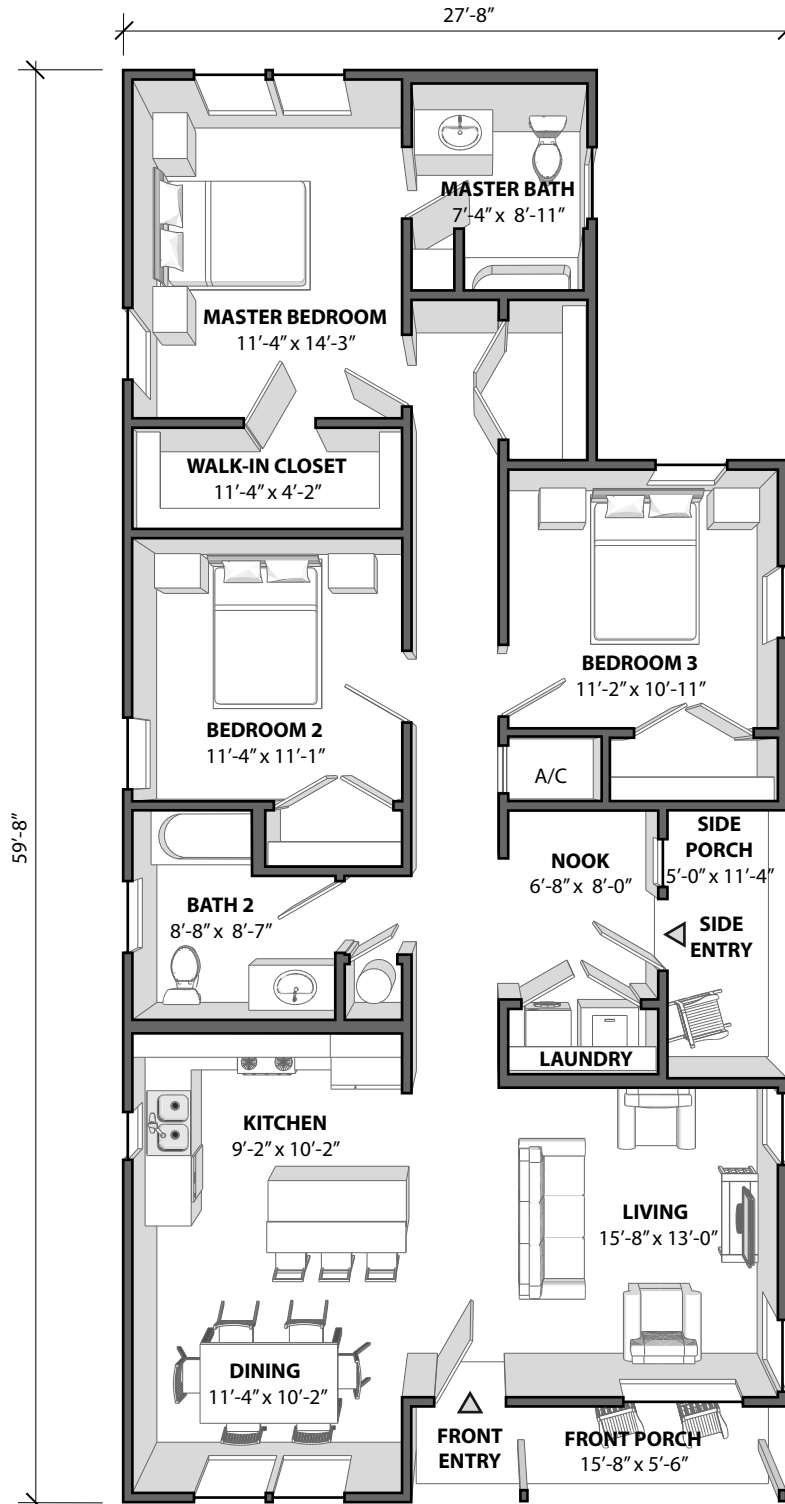 27’-8”
59’-8”
MASTER BATH
7’-4” x 8’-11”
MASTER BEDROOM
11’-4” x 14’-3”
WALK-IN CLOSET
11’-4” x 4’-2”
BEDROOM 3
11’-2” x 10’-11”
BEDROOM 2
11’-4” x 11’-1”
A/C
SIDE
PORCH
5’-0” x 11’-4”
NOOK
6’-8” x 8’-0”
BATH 2
8’-8” x 8’-7”
SIDE
ENTRY
LAUNDRY
KITCHEN
9’-2” x 10’-2”
LIVING
15’-8” x 13’-0”
DINING
11’-4” x 10’-2”
FRONT
ENTRY
FRONT PORCH
15’-8” x 5’-6”